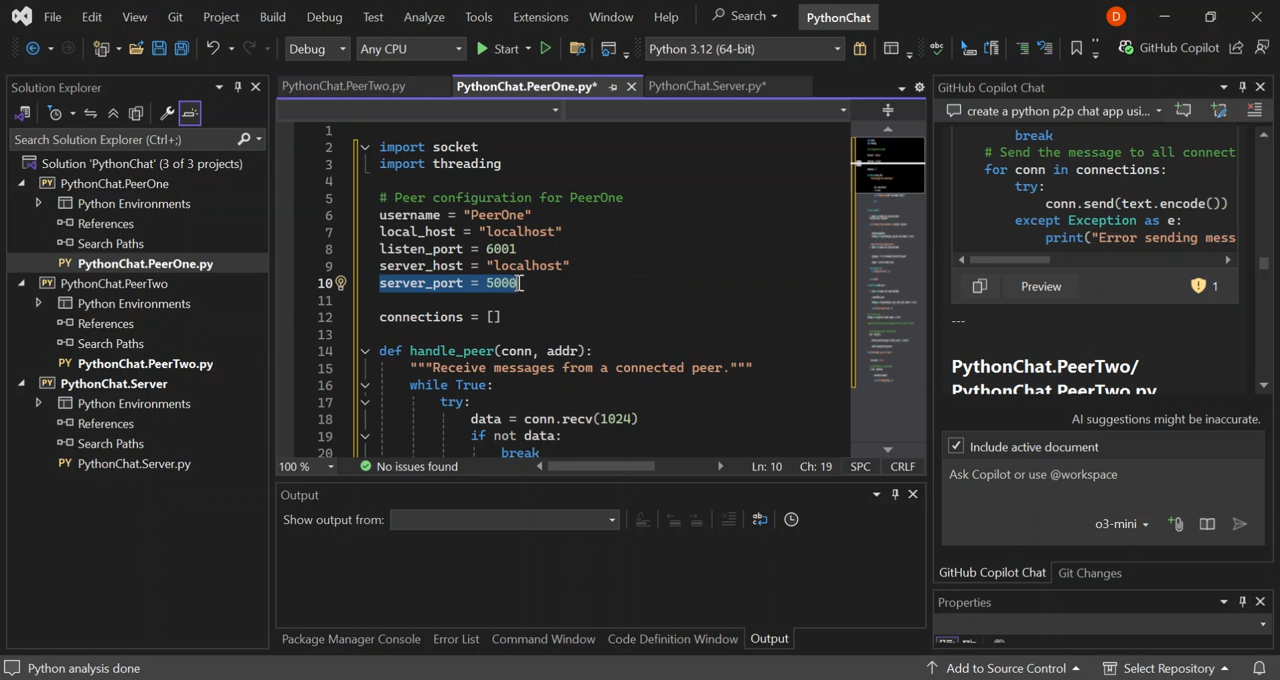 File Edit View Git Project Build Debug Test Analyze Tools Extensions Window Help Search PythonChat D
Debug Any CPU Start Python 3.12 (64-bit) abc GitHub Copilot
Solution Explorer
Search Solution Explorer (Ctrl+;)
Solution 'PythonChat' (3 of 3 projects)
PY PythonChat.PeerOne
Python Environments
References
Search Paths
PY PythonChat.PeerOne.py
PY PythonChat.PeerTwo
Python Environments
References
Search Paths
PY PythonChat.PeerTwo.py
PY PythonChat.Server
Python Environments
References
Search Paths
PY PythonChat.Server.py
PythonChat.PeerTwo.py PythonChat.PeerOne.py* PythonChat.Server.py*
1
2 import socket
3 import threading
4
5 # Peer configuration for PeerOne
6 username = "PeerOne"
7 local_host = "localhost"
8 listen_port = 6001
9 server_host = "localhost"
10 server_port = 5000
11
12 connections = []
13
14 def handle_peer(conn, addr):
15 """Receive messages from a connected peer."""
16 while True:
17 try:
18 data = conn.recv(1024)
19 if not data:
20 break
100 % No issues found Ln: 10 Ch: 19 SPC CRLF
Output
Show output from:
Package Manager Console Error List Command Window Code Definition Window Output
GitHub Copilot Chat
create a python p2p chat app usin...
break
# Send the message to all connect
for conn in connections:
try:
conn.send(text.encode())
except Exception as e:
print("Error sending mess
Preview 1
---
PythonChat.PeerTwo/
PythonChat.PeerTwo.py
AI suggestions might be inaccurate.
Include active document
Ask Copilot or use @workspace
o3-mini
GitHub Copilot Chat Git Changes
Properties
Python analysis done Add to Source Control Select Repository